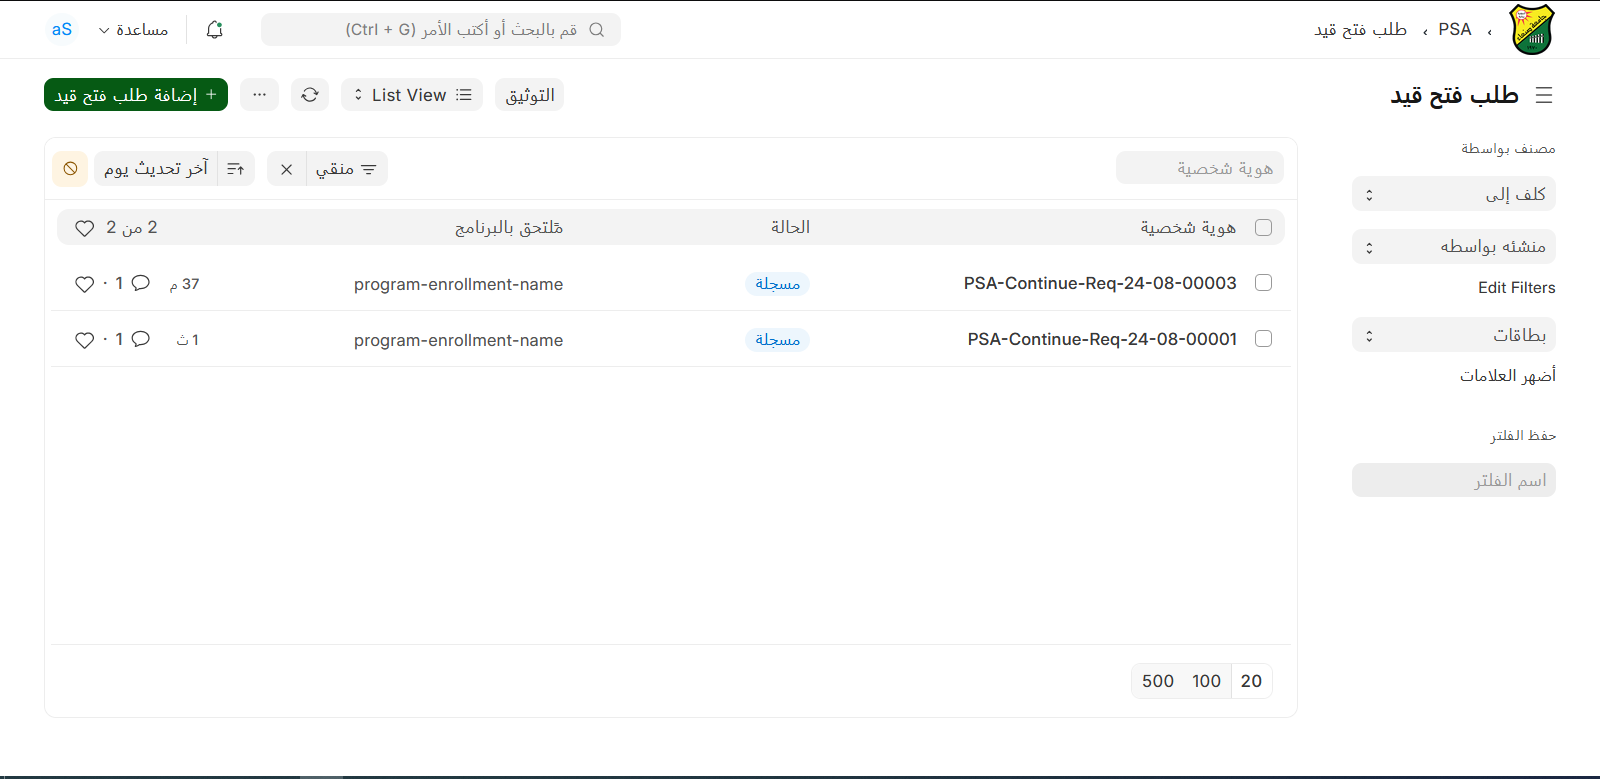 PSA › طلب فتح قيد
قم بالبحث أو أكتب الأمر (Ctrl + G)
مساعدة
aS
طلب فتح قيد
التوثيق
List View
···
+ إضافة طلب فتح قيد
مصنف بواسطة
كلف إلى
منشئه بواسطه
Edit Filters
بطاقات
أضهر العلامات
حفظ الفلتر
اسم الفلتر
هوية شخصية
منقي
آخر تحديث يوم
هوية شخصية الحالة مٌلتحق بالبرنامج 2 من 2
PSA-Continue-Req-24-08-00003 مسجلة program-enrollment-name 37 م 1 ·
PSA-Continue-Req-24-08-00001 مسجلة program-enrollment-name 1 ث 1 ·
20 100 500